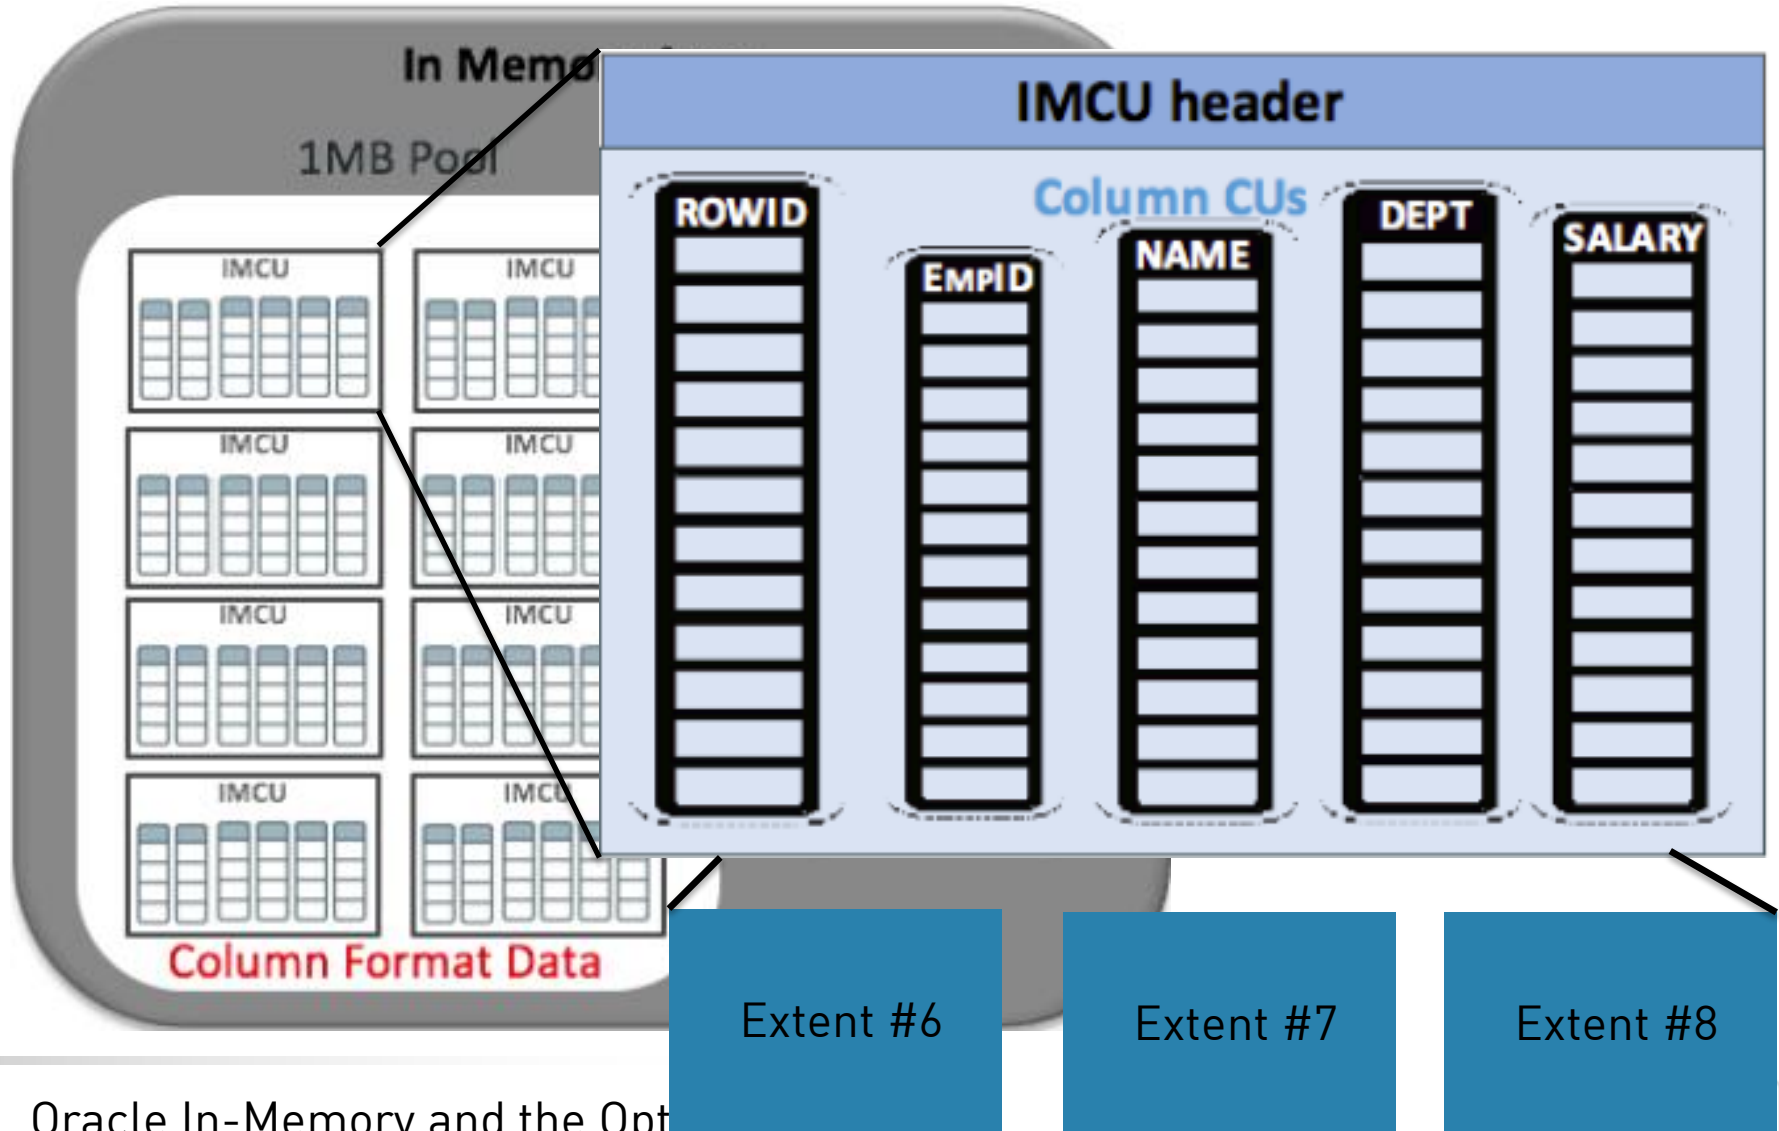 In Memo
IMCU header
1MB Pool
Column CUs
ROWID
EmpID
NAME
DEPT
SALARY
IMCU
IMCU
IMCU
IMCU
IMCU
IMCU
IMCU
IMCU
Column Format Data
Extent #6
Extent #7
Extent #8
Oracle In-Memory and the Opt